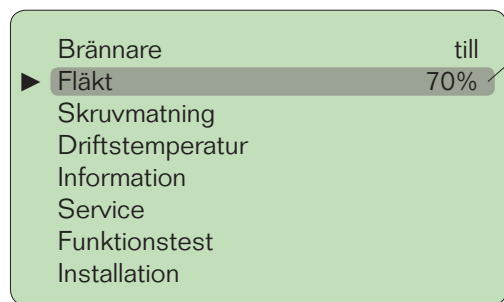 Brännare till
Fläkt 70%
Skruvmatning
Driftstemperatur
Information
Service
Funktionstest
Installation